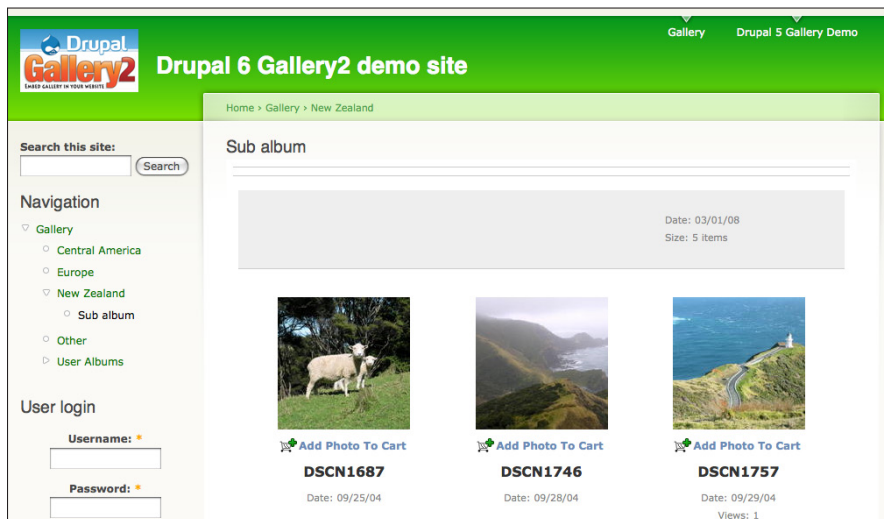 Gallery
Drupal 5 Gallery Demo
Drupal
Gallery2
EMBED GALLERY IN YOUR WEBSITE
Drupal 6 Gallery2 demo site
Home › Gallery › New Zealand
Search this site:
Search
Navigation
Gallery
Central America
Europe
New Zealand
Sub album
Other
User Albums
User login
Username: *
Password: *
Sub album
Date: 03/01/08
Size: 5 items
Add Photo To Cart
DSCN1687
Date: 09/25/04
Add Photo To Cart
DSCN1746
Date: 09/28/04
Add Photo To Cart
DSCN1757
Date: 09/29/04
Views: 1